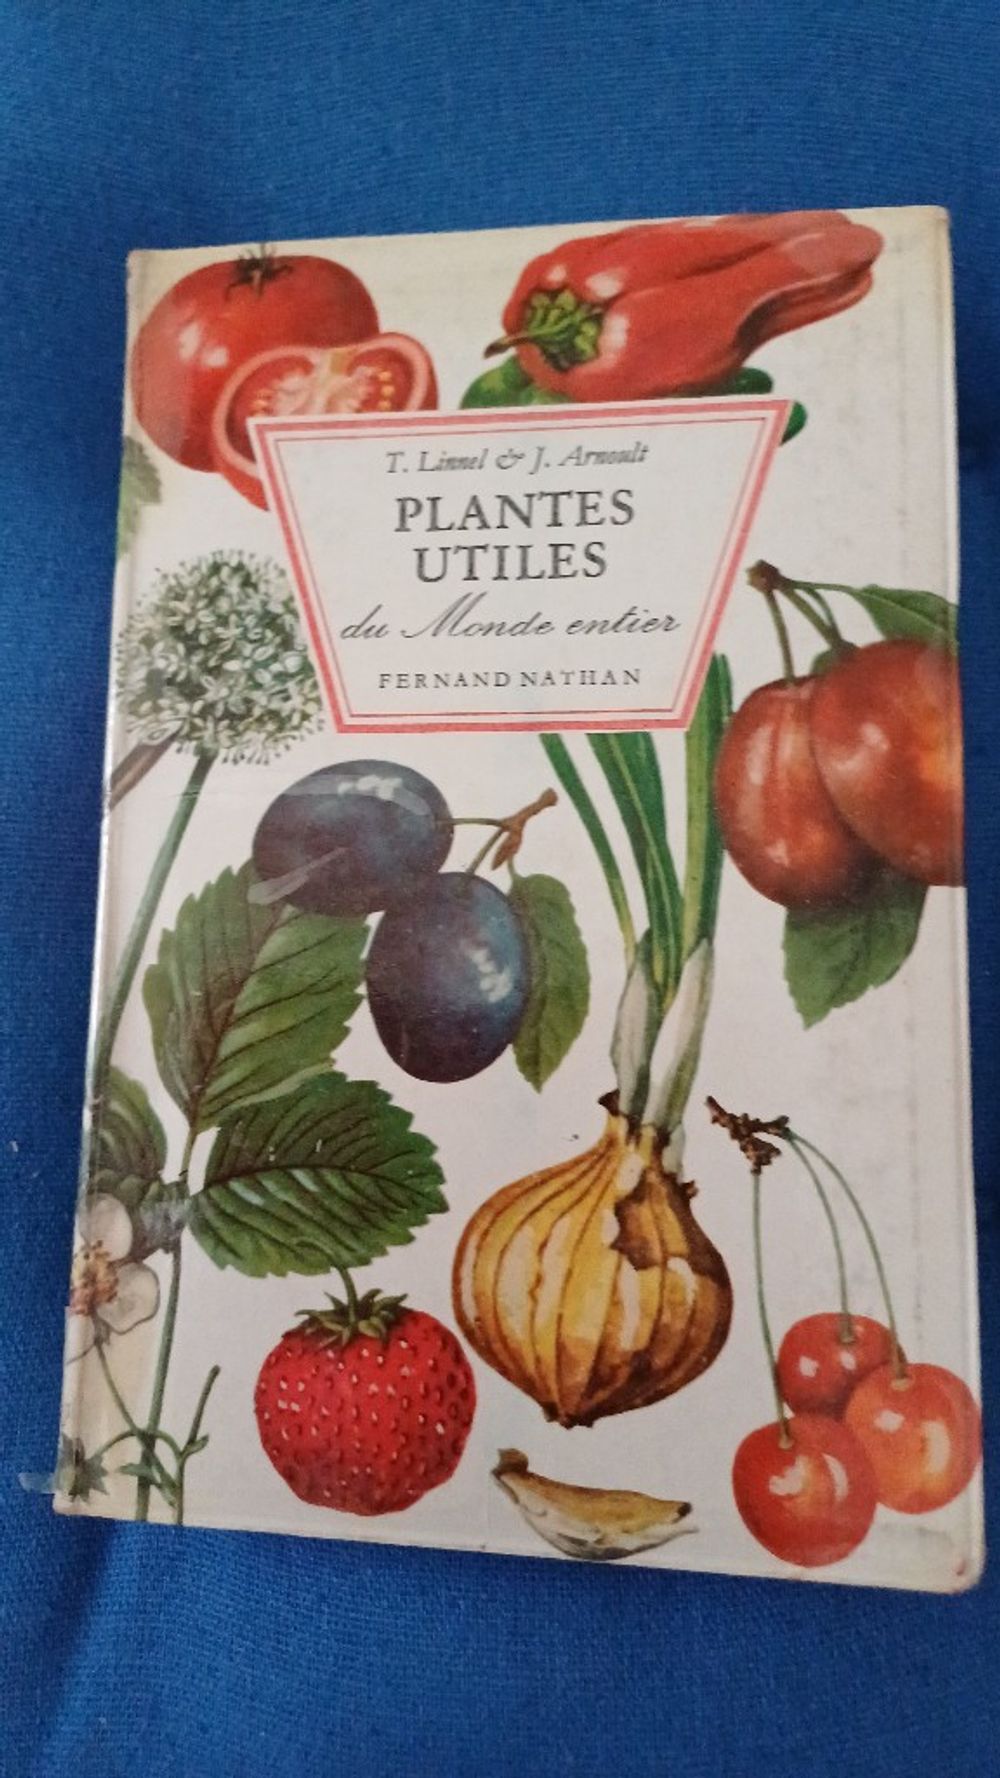 T. Linnel & J. Arnoult
PLANTES
UTILES
du Monde entier
FERNAND NATHAN